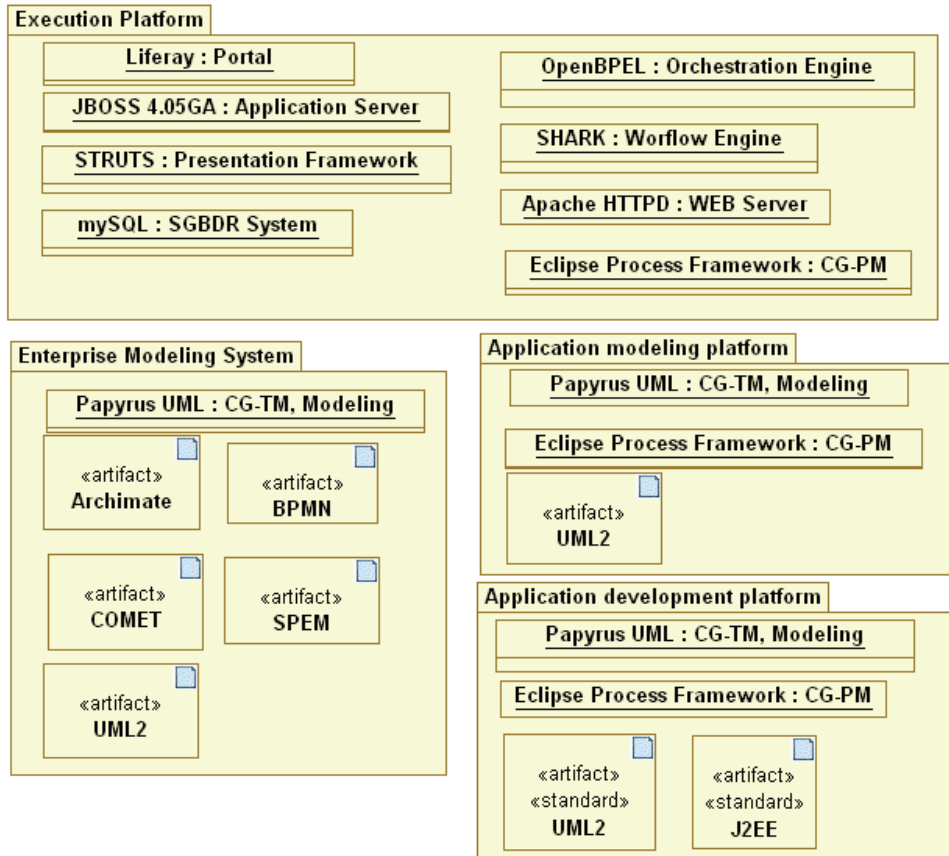 Execution Platform
Liferay : Portal
JBOSS 4.05GA : Application Server
STRUTS : Presentation Framework
mySQL : SGBDR System
OpenBPEL : Orchestration Engine
SHARK : Worflow Engine
Apache HTTPD : WEB Server
Eclipse Process Framework : CG-PM
Enterprise Modeling System
Papyrus UML : CG-TM, Modeling
«artifact»
Archimate
«artifact»
BPMN
«artifact»
COMET
«artifact»
SPEM
«artifact»
UML2
Application modeling platform
Papyrus UML : CG-TM, Modeling
Eclipse Process Framework : CG-PM
«artifact»
UML2
Application development platform
Papyrus UML : CG-TM, Modeling
Eclipse Process Framework : CG-PM
«artifact»
«standard»
UML2
«artifact»
«standard»
J2EE